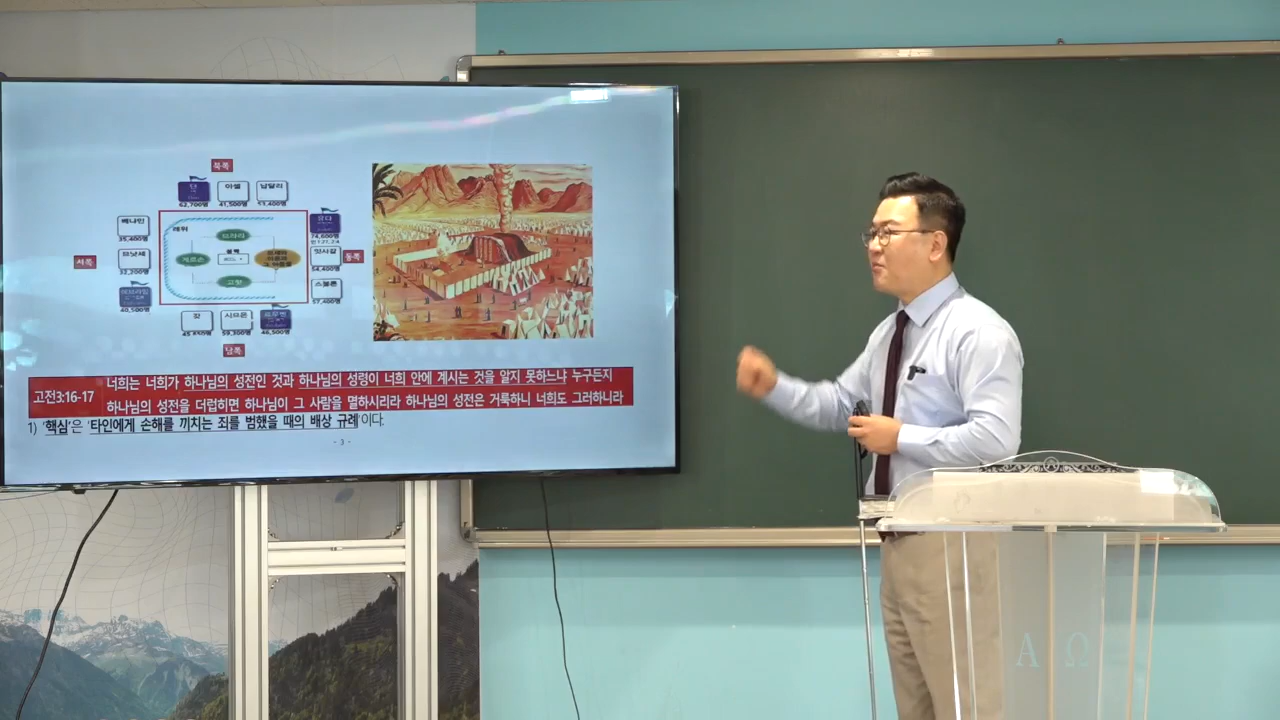 북쪽
단 아셀 납달리
62,700명 41,500명 53,400명
베냐민 레위 유다
35,400명 74,600명
므라리
므낫세 게르손 잇사갈
서쪽 동쪽
32,200명 54,400명
고핫 스불론
40,500명 57,400명
갓 시므온 르우벤
59,300명 46,500명
남쪽
고전3:16-17
너희는 너희가 하나님의 성전인 것과 하나님의 성령이 너희 안에 계시는 것을 알지 못하느냐 누구든지
하나님의 성전을 더럽히면 하나님이 그 사람을 멸하시리라 하나님의 성전은 거룩하니 너희도 그러하니라
1) '핵심'은 '타인에게 손해를 끼치는 죄를 범했을 때의 배상 규례'이다.
- 3 -
Α Ω